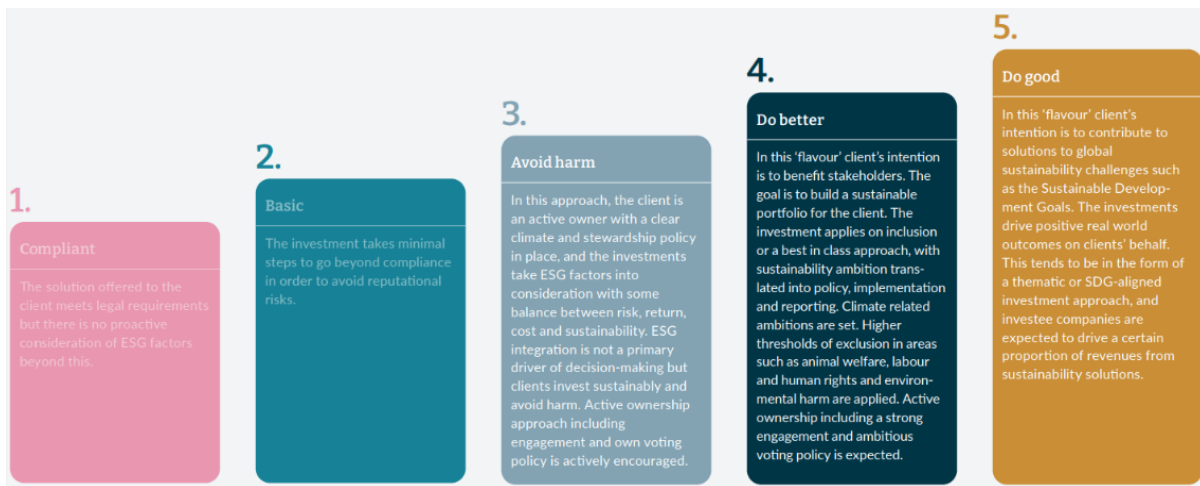 1.
Compliant
The solution offered to the
client meets legal requirements
but there is no proactive
consideration of ESG factors
beyond this.
2.
Basic
The investment takes minimal
steps to go beyond compliance
in order to avoid reputational
risks.
3.
Avoid harm
In this approach, the client is
an active owner with a clear
climate and stewardship policy
in place, and the investments
take ESG factors into
consideration with some
balance between risk, return,
cost and sustainability. ESG
integration is not a primary
driver of decision-making but
clients invest sustainably and
avoid harm. Active ownership
approach including
engagement and own voting
policy is actively encouraged.
4.
Do better
In this ‘flavour’ client’s intention
is to benefit stakeholders. The
goal is to build a sustainable
portfolio for the client. The
investment applies on inclusion
or a best in class approach, with
sustainability ambition trans-
lated into policy, implementation
and reporting. Climate related
ambitions are set. Higher
thresholds of exclusion in areas
such as animal welfare, labour
and human rights and environ-
mental harm are applied. Active
ownership including a strong
engagement and ambitious
voting policy is expected.
5.
Do good
In this ‘flavour’ client’s
intention is to contribute to
solutions to global
sustainability challenges such
as the Sustainable Develop-
ment Goals. The investments
drive positive real world
outcomes on clients’ behalf.
This tends to be in the form of
a thematic or SDG-aligned
investment approach, and
investee companies are
expected to drive a certain
proportion of revenues from
sustainability solutions.